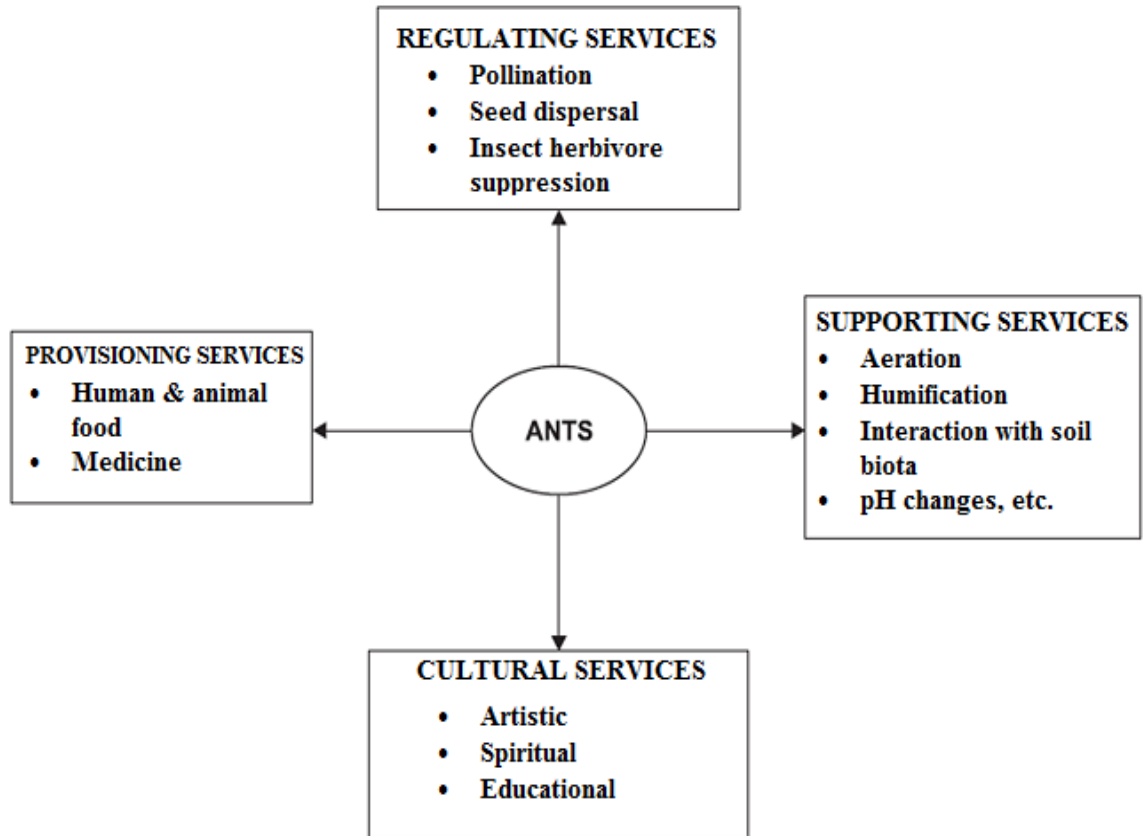 REGULATING SERVICES
• Pollination
• Seed dispersal
• Insect herbivore
suppression
PROVISIONING SERVICES
• Human & animal
food
• Medicine
ANTS
SUPPORTING SERVICES
• Aeration
• Humification
• Interaction with soil
biota
• pH changes, etc.
CULTURAL SERVICES
• Artistic
• Spiritual
• Educational